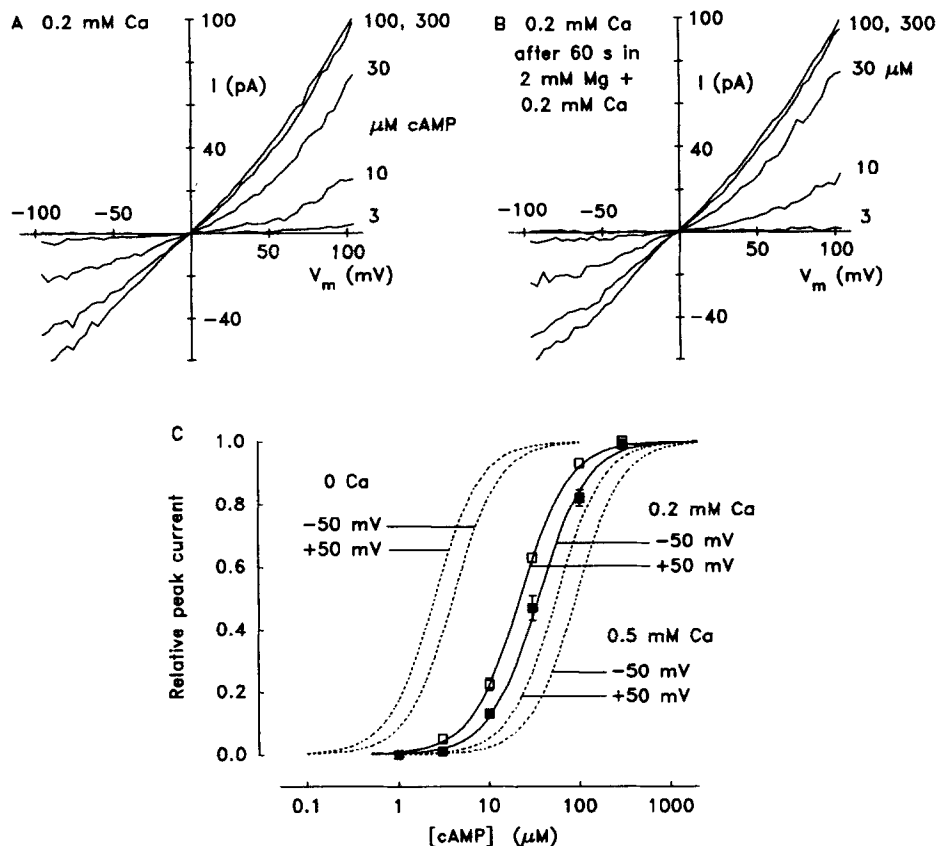 A 0.2 mM Ca
100
I (pA)
40
-100 -50
50 100
V_m (mV)
-40
100, 300
30
μM cAMP
10
3
B 0.2 mM Ca
after 60 s in
2 mM Mg +
0.2 mM Ca
100
I (pA)
40
-100 -50
50 100
V_m (mV)
-40
100, 300
30 μM
10
3
C
Relative peak current
1.0
0.8
0.6
0.4
0.2
0.0
0 Ca
-50 mV
+50 mV
0.2 mM Ca
-50 mV
+50 mV
0.5 mM Ca
-50 mV
+50 mV
0.1 1 10 100 1000
[cAMP] (μM)